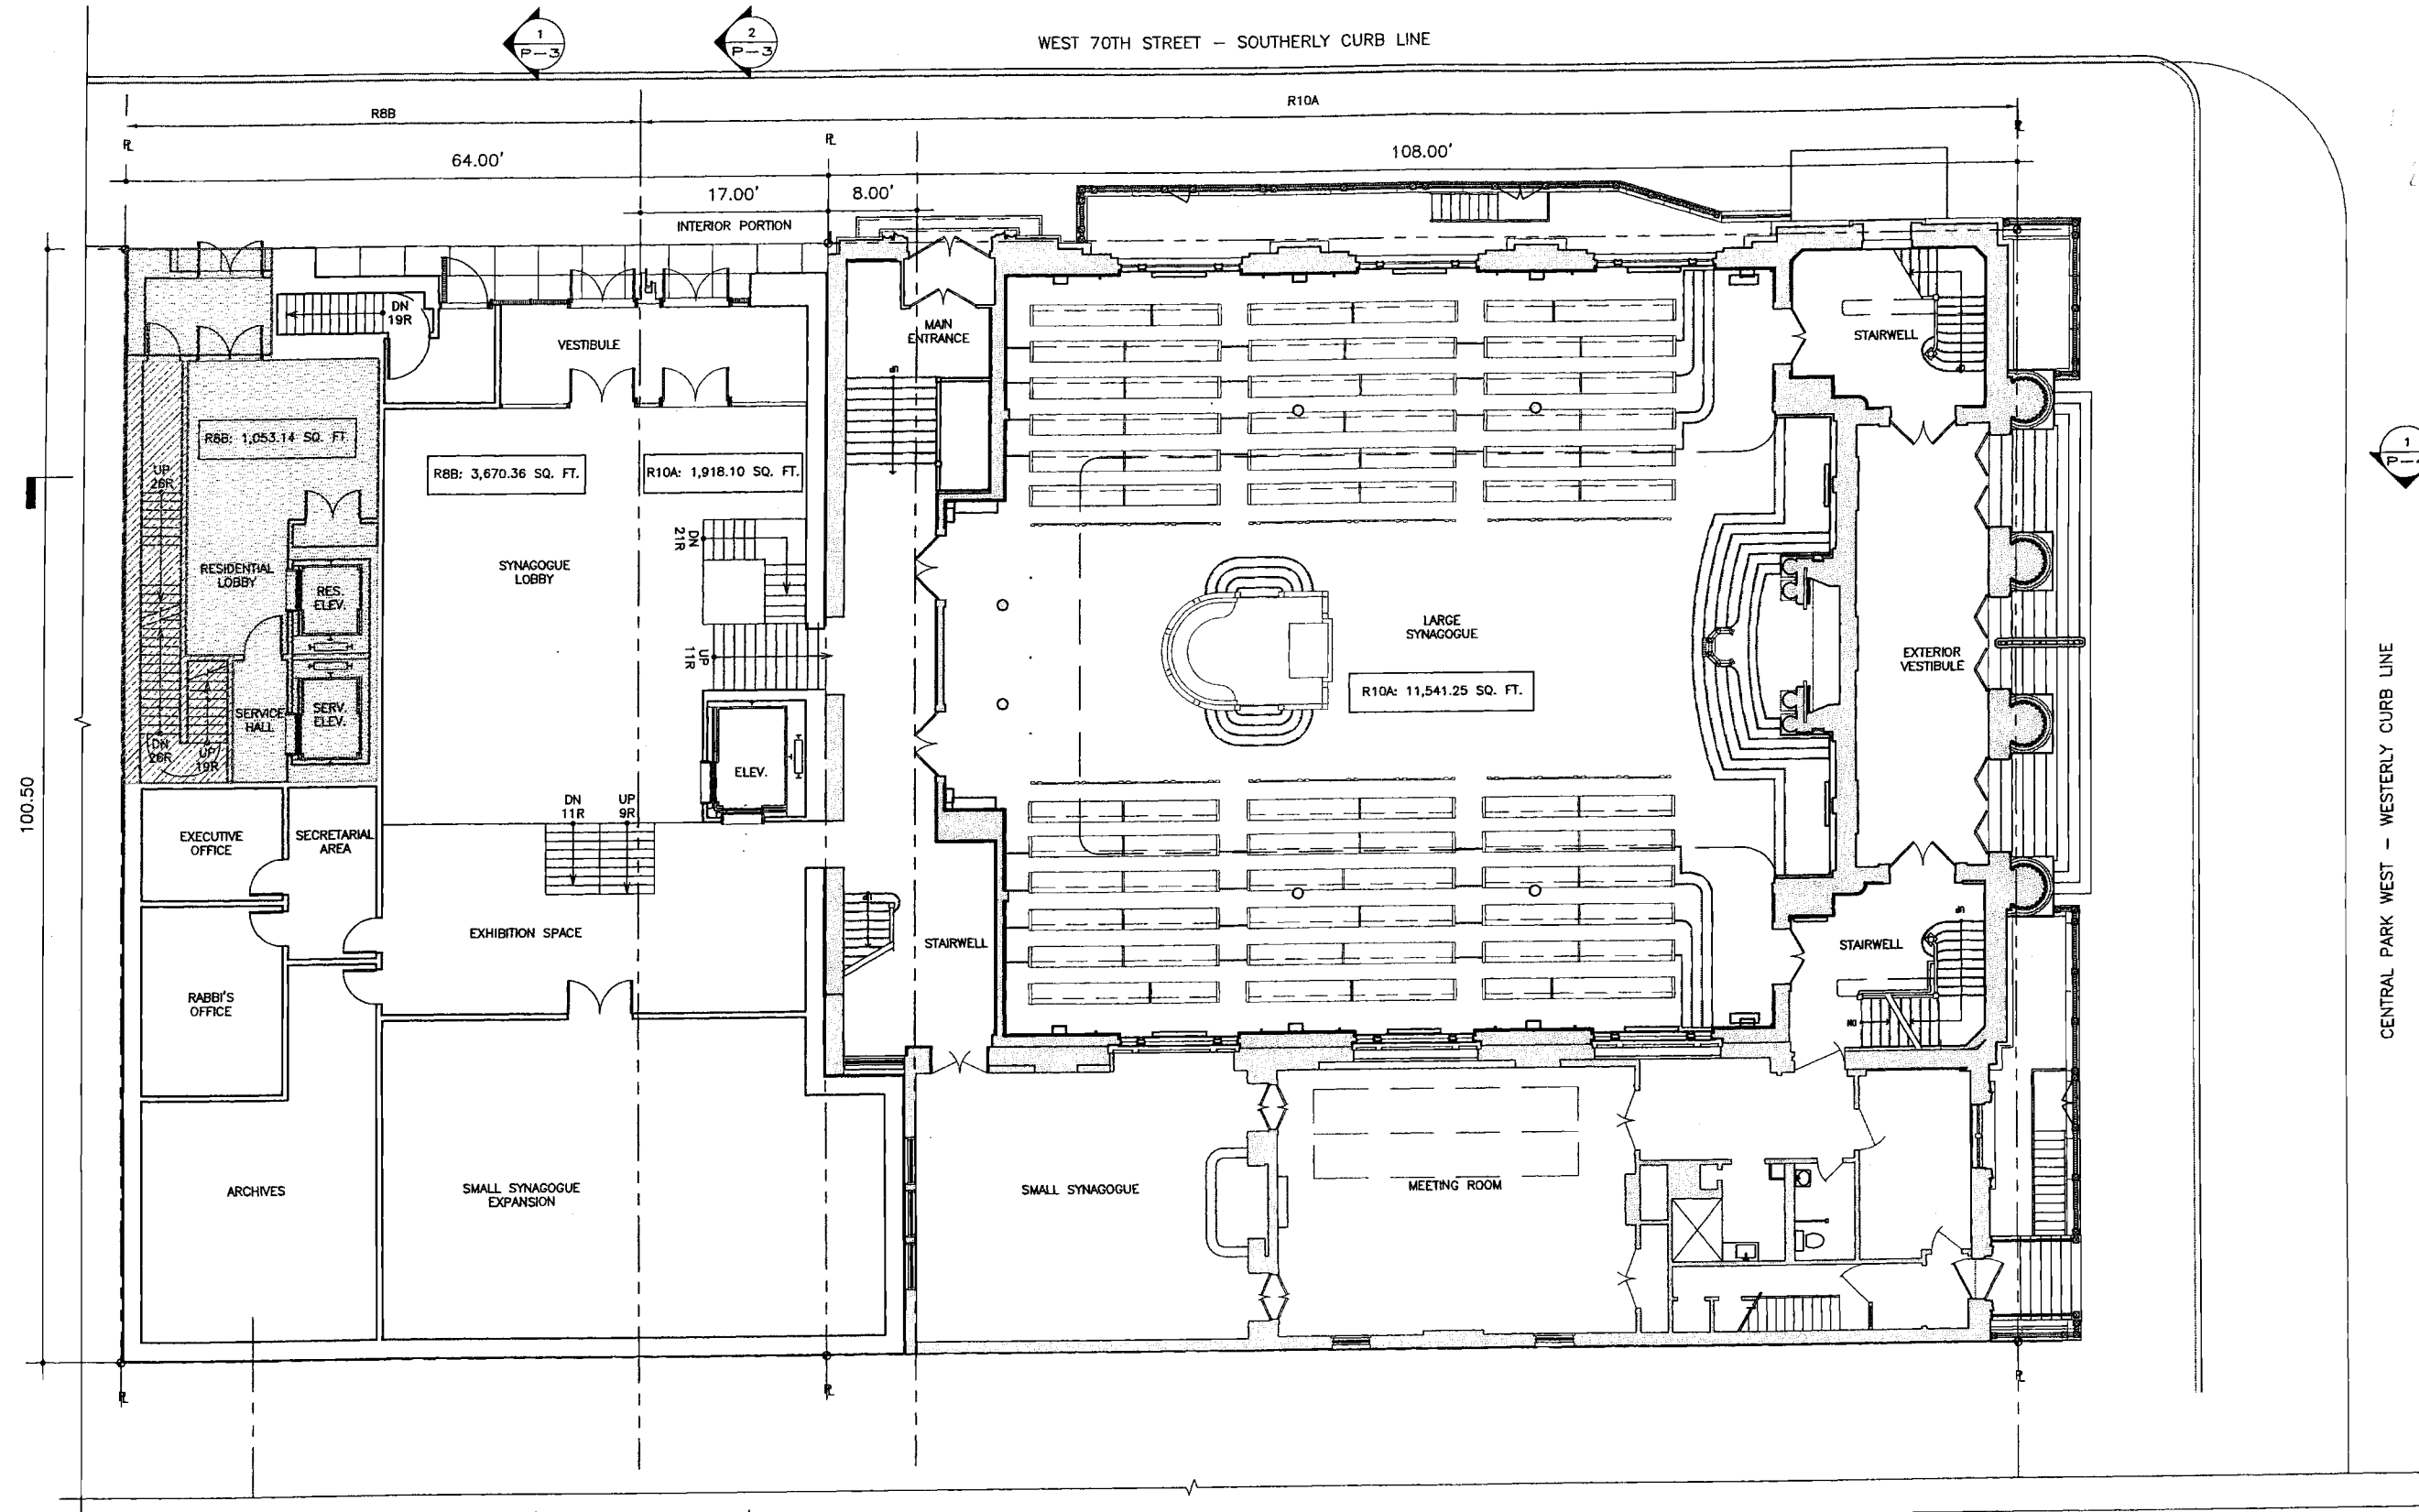 1
P-3
2
P-3
WEST 70TH STREET - SOUTHERLY CURB LINE
R8B
R10A
64.00'
108.00'
17.00'
8.00'
INTERIOR PORTION
DN
19R
VESTIBULE
MAIN
ENTRANCE
STAIRWELL
R8B: 1,053.14 SQ. FT.
R8B: 3,670.36 SQ. FT.
R10A: 1,918.10 SQ. FT.
UP
26R
DN
21R
RESIDENTIAL
LOBBY
RES.
ELEV.
SYNAGOGUE
LOBBY
UP
11R
LARGE
SYNAGOGUE
R10A: 11,541.25 SQ. FT.
EXTERIOR
VESTIBULE
SERVICE
HALL
SERV.
ELEV.
DN
26R
UP
19R
ELEV.
DN
11R
UP
9R
EXECUTIVE
OFFICE
SECRETARIAL
AREA
EXHIBITION SPACE
STAIRWELL
STAIRWELL
DN
RABBI'S
OFFICE
ARCHIVES
SMALL SYNAGOGUE
EXPANSION
SMALL SYNAGOGUE
MEETING ROOM
100.50
CENTRAL PARK WEST - WESTERLY CURB LINE
1